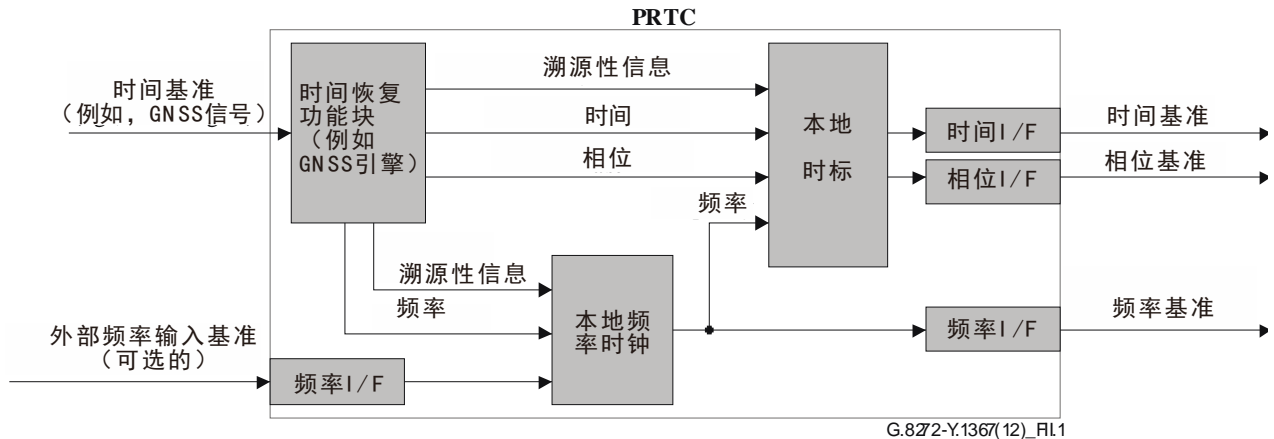 PRTC
时间基准
（例如，GNSS信号）
时间恢复
功能块
（例如
GNSS引擎）
溯源性信息
时间
相位
频率
本地
时标
时间I/F
时间基准
相位I/F
相位基准
溯源性信息
频率
本地频
率时钟
外部频率输入基准
（可选的）
频率I/F
频率I/F
频率基准
G.8272-Y.1367(12)_FI.1